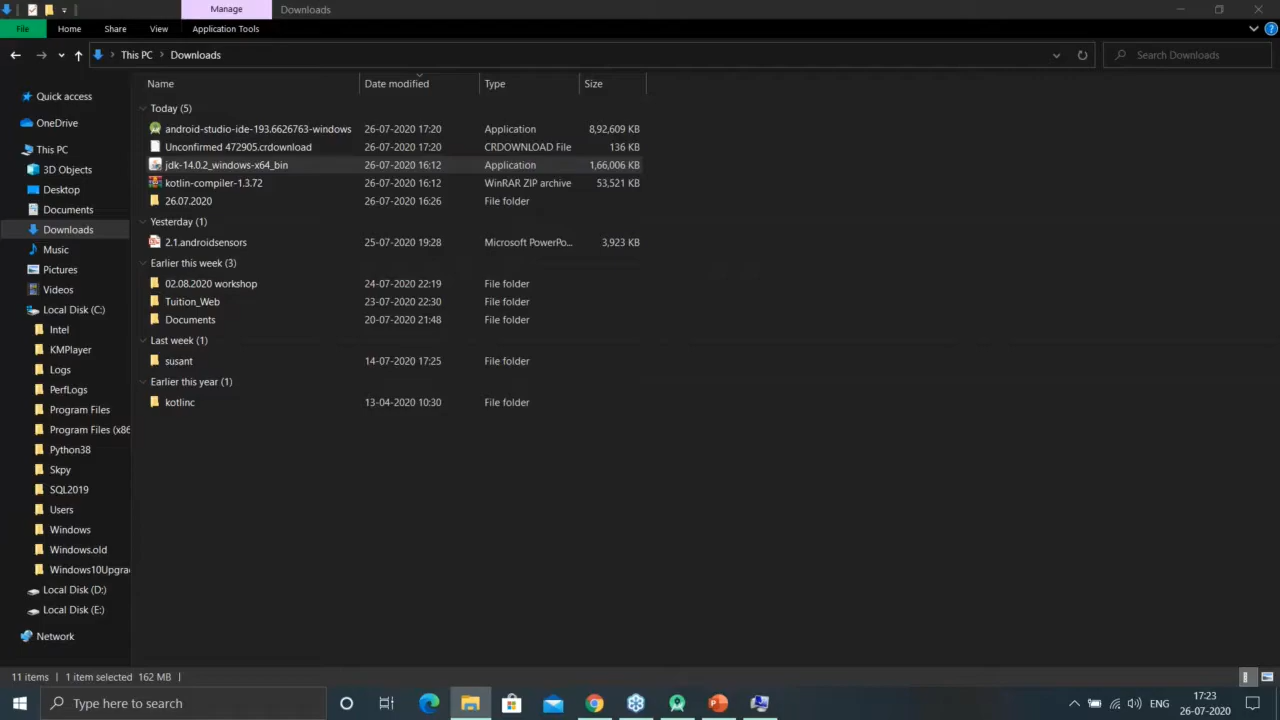 Manage
Downloads
File
Home
Share
View
Application Tools
This PC
Downloads
Search Downloads
Name
Date modified
Type
Size
Today (5)
android-studio-ide-193.6626763-windows 26-07-2020 17:20 Application 8,92,609 KB
Unconfirmed 472905.crdownload 26-07-2020 17:20 CRDOWNLOAD File 136 KB
jdk-14.0.2_windows-x64_bin 26-07-2020 16:12 Application 1,66,006 KB
kotlin-compiler-1.3.72 26-07-2020 16:12 WinRAR ZIP archive 53,521 KB
26.07.2020 26-07-2020 16:26 File folder
Yesterday (1)
2.1.androidsensors 25-07-2020 19:28 Microsoft PowerPo... 3,923 KB
Earlier this week (3)
02.08.2020 workshop 24-07-2020 22:19 File folder
Tuition_Web 23-07-2020 22:30 File folder
Documents 20-07-2020 21:48 File folder
Last week (1)
susant 14-07-2020 17:25 File folder
Earlier this year (1)
kotlinc 13-04-2020 10:30 File folder
Quick access
OneDrive
This PC
3D Objects
Desktop
Documents
Downloads
Music
Pictures
Videos
Local Disk (C:)
Intel
KMPlayer
Logs
PerfLogs
Program Files
Program Files (x86
Python38
Skpy
SQL2019
Users
Windows
Windows.old
Windows10Upgra
Local Disk (D:)
Local Disk (E:)
Network
11 items
1 item selected 162 MB
Type here to search
ENG
17:23
26-07-2020